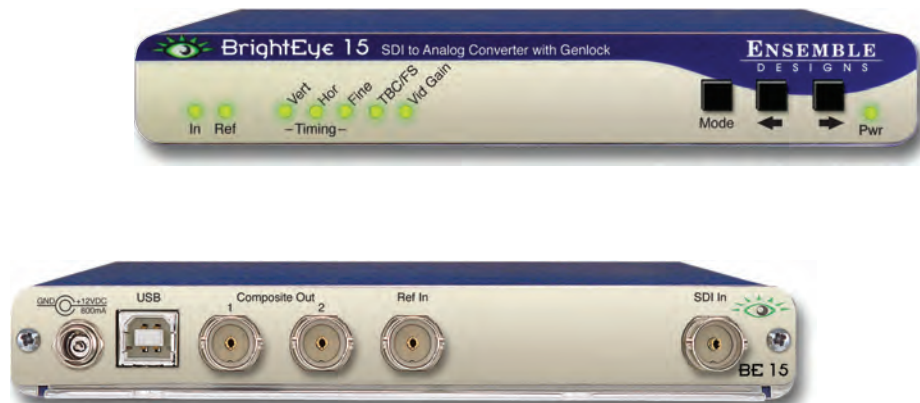 BrightEye 15 SDI to Analog Converter with Genlock
ENSEMBLE
DESIGNS
Vert Hor Fine TBC/FS Vid Gain
In Ref
-Timing-
Mode
Pwr
GND +12VDC
800mA
USB
Composite Out
1 2
Ref In
SDI In
BE 15